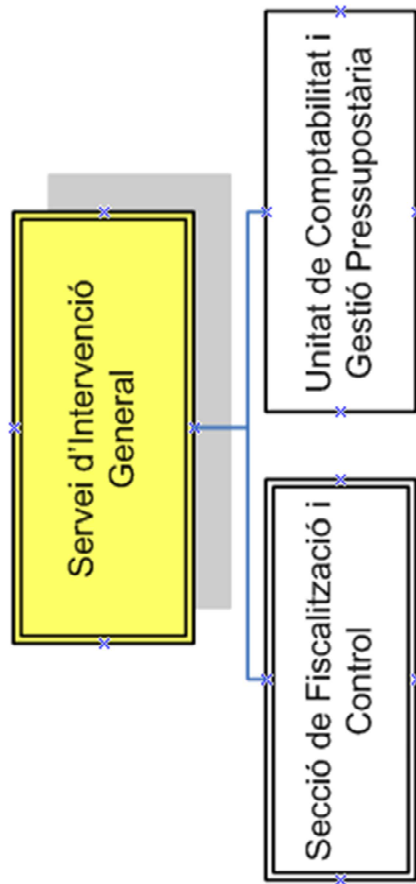 Servei d'Intervenció
General
Secció de Fiscalització i
Control
Unitat de Comptabilitat i
Gestió Pressupostària